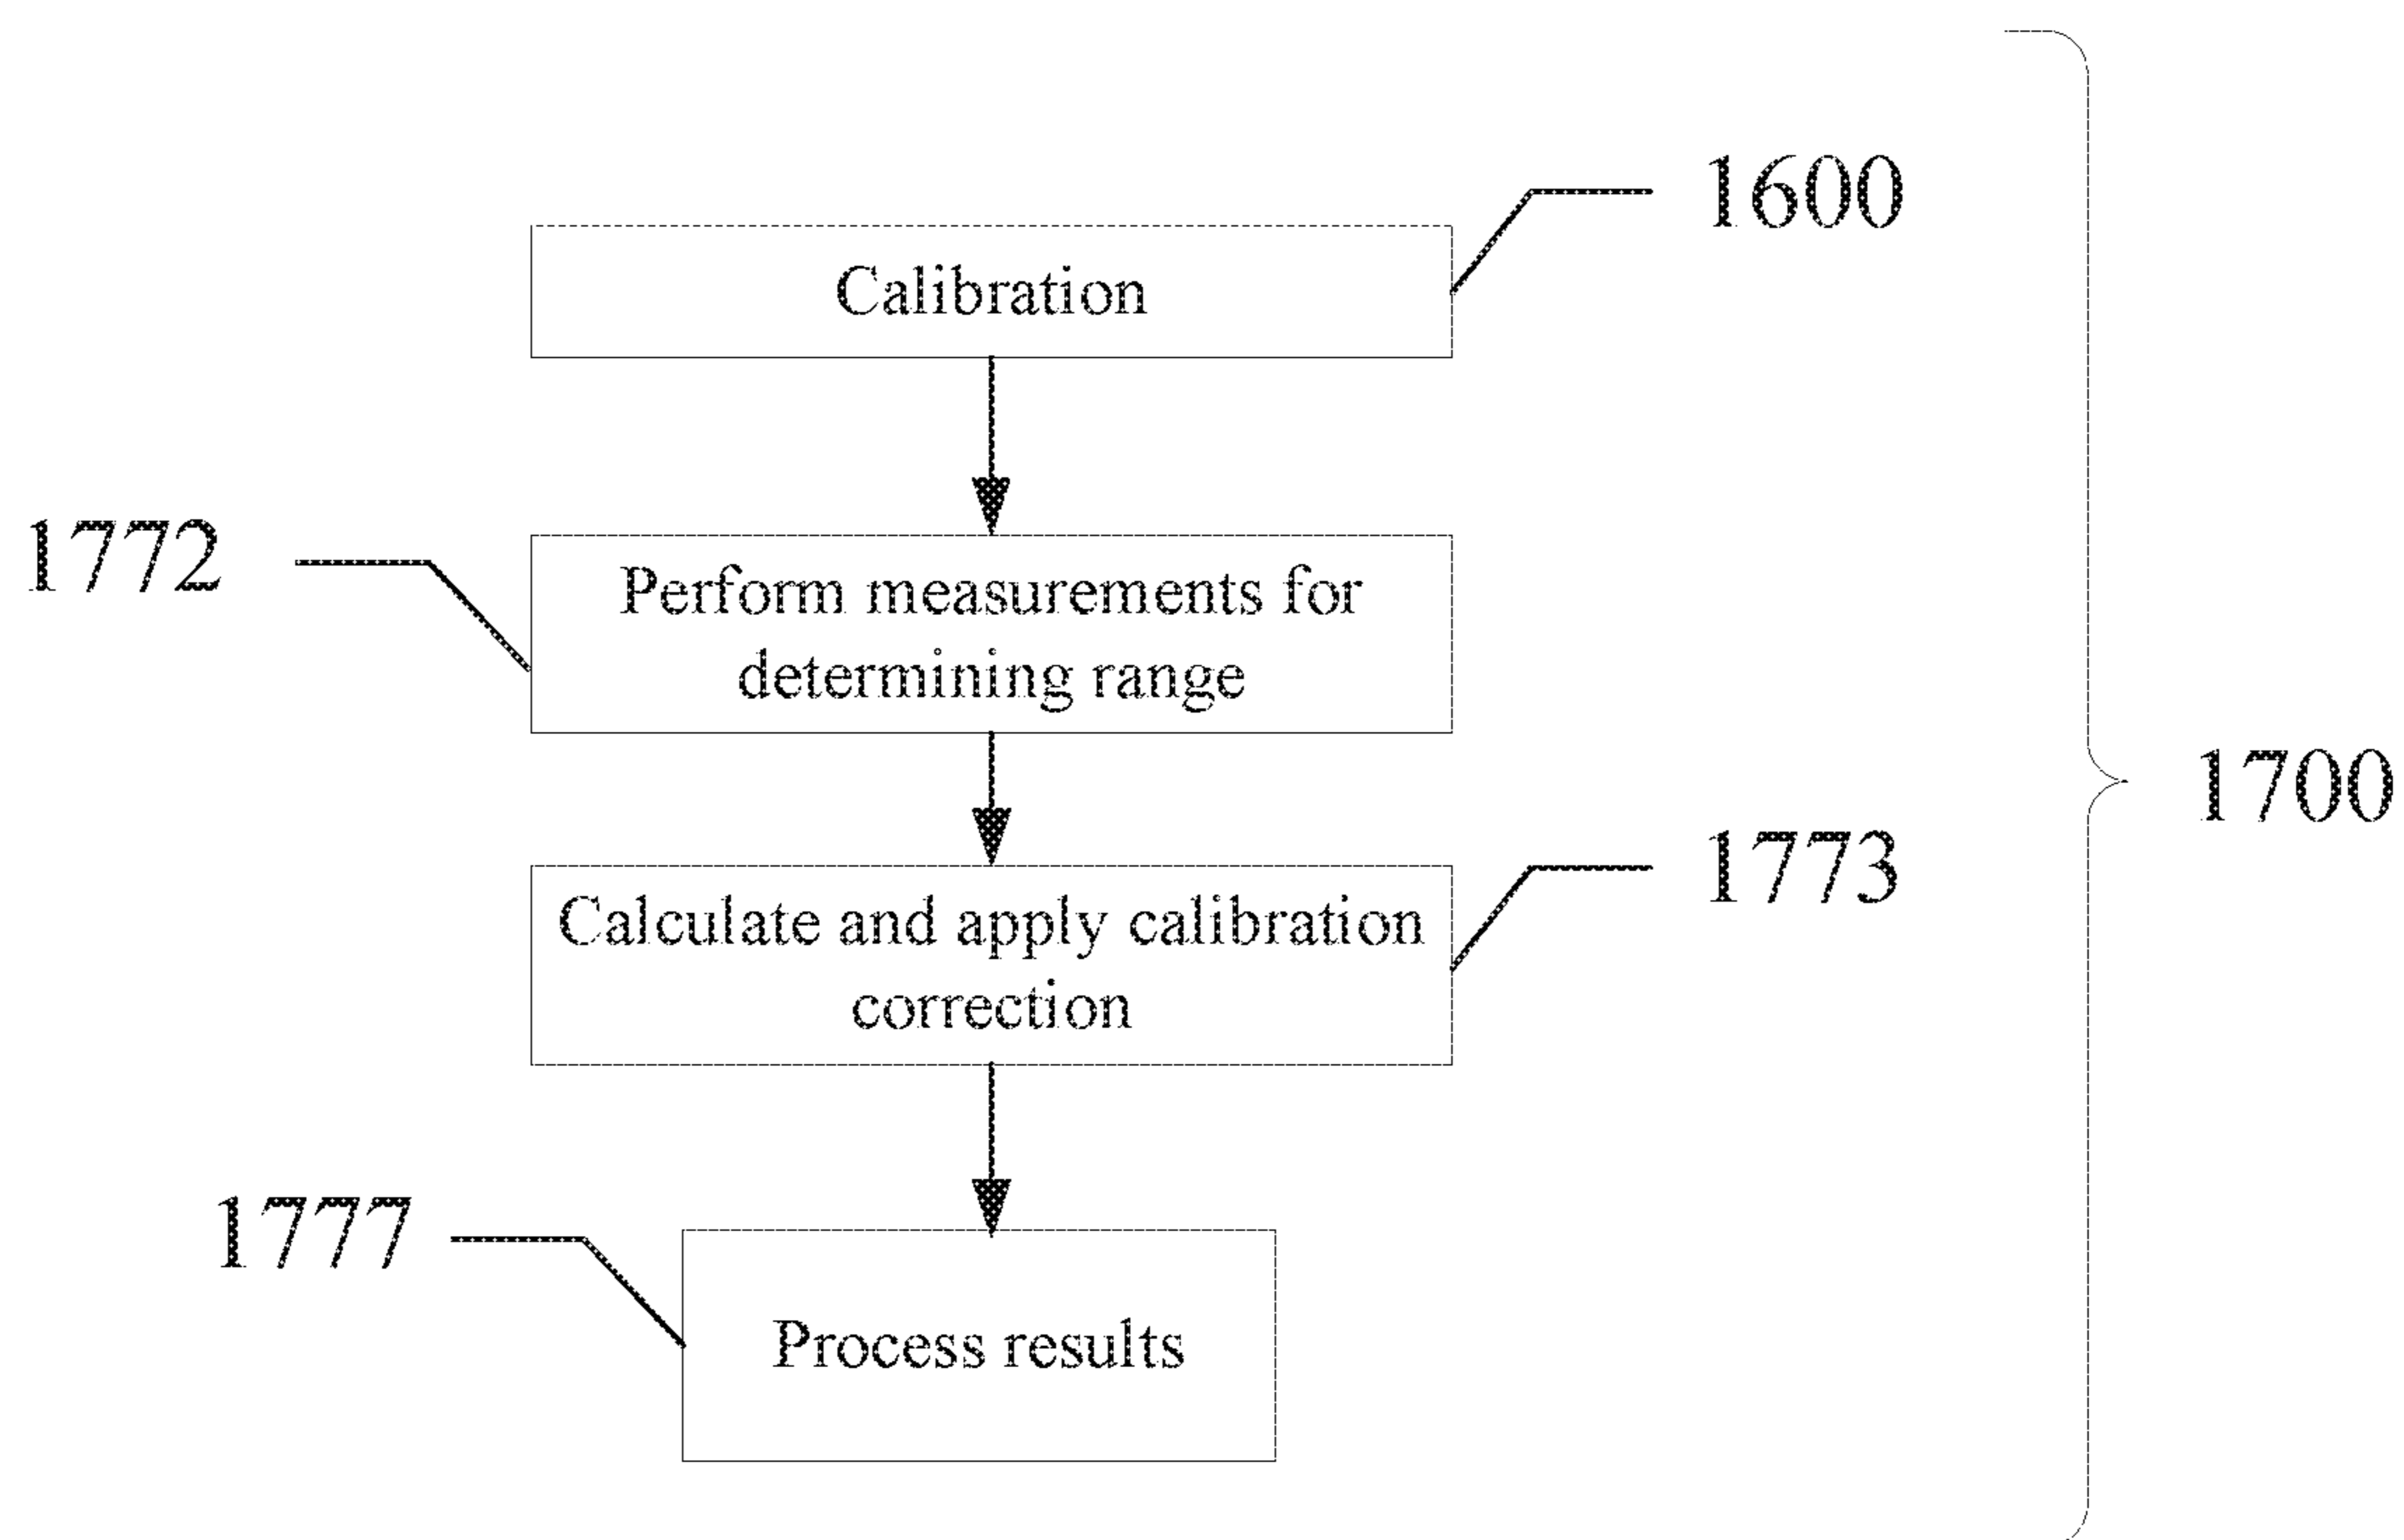 1600
Calibration
1772
Perform measurements for
determining range
1700
1773
Calculate and apply calibration
correction
1777
Process results